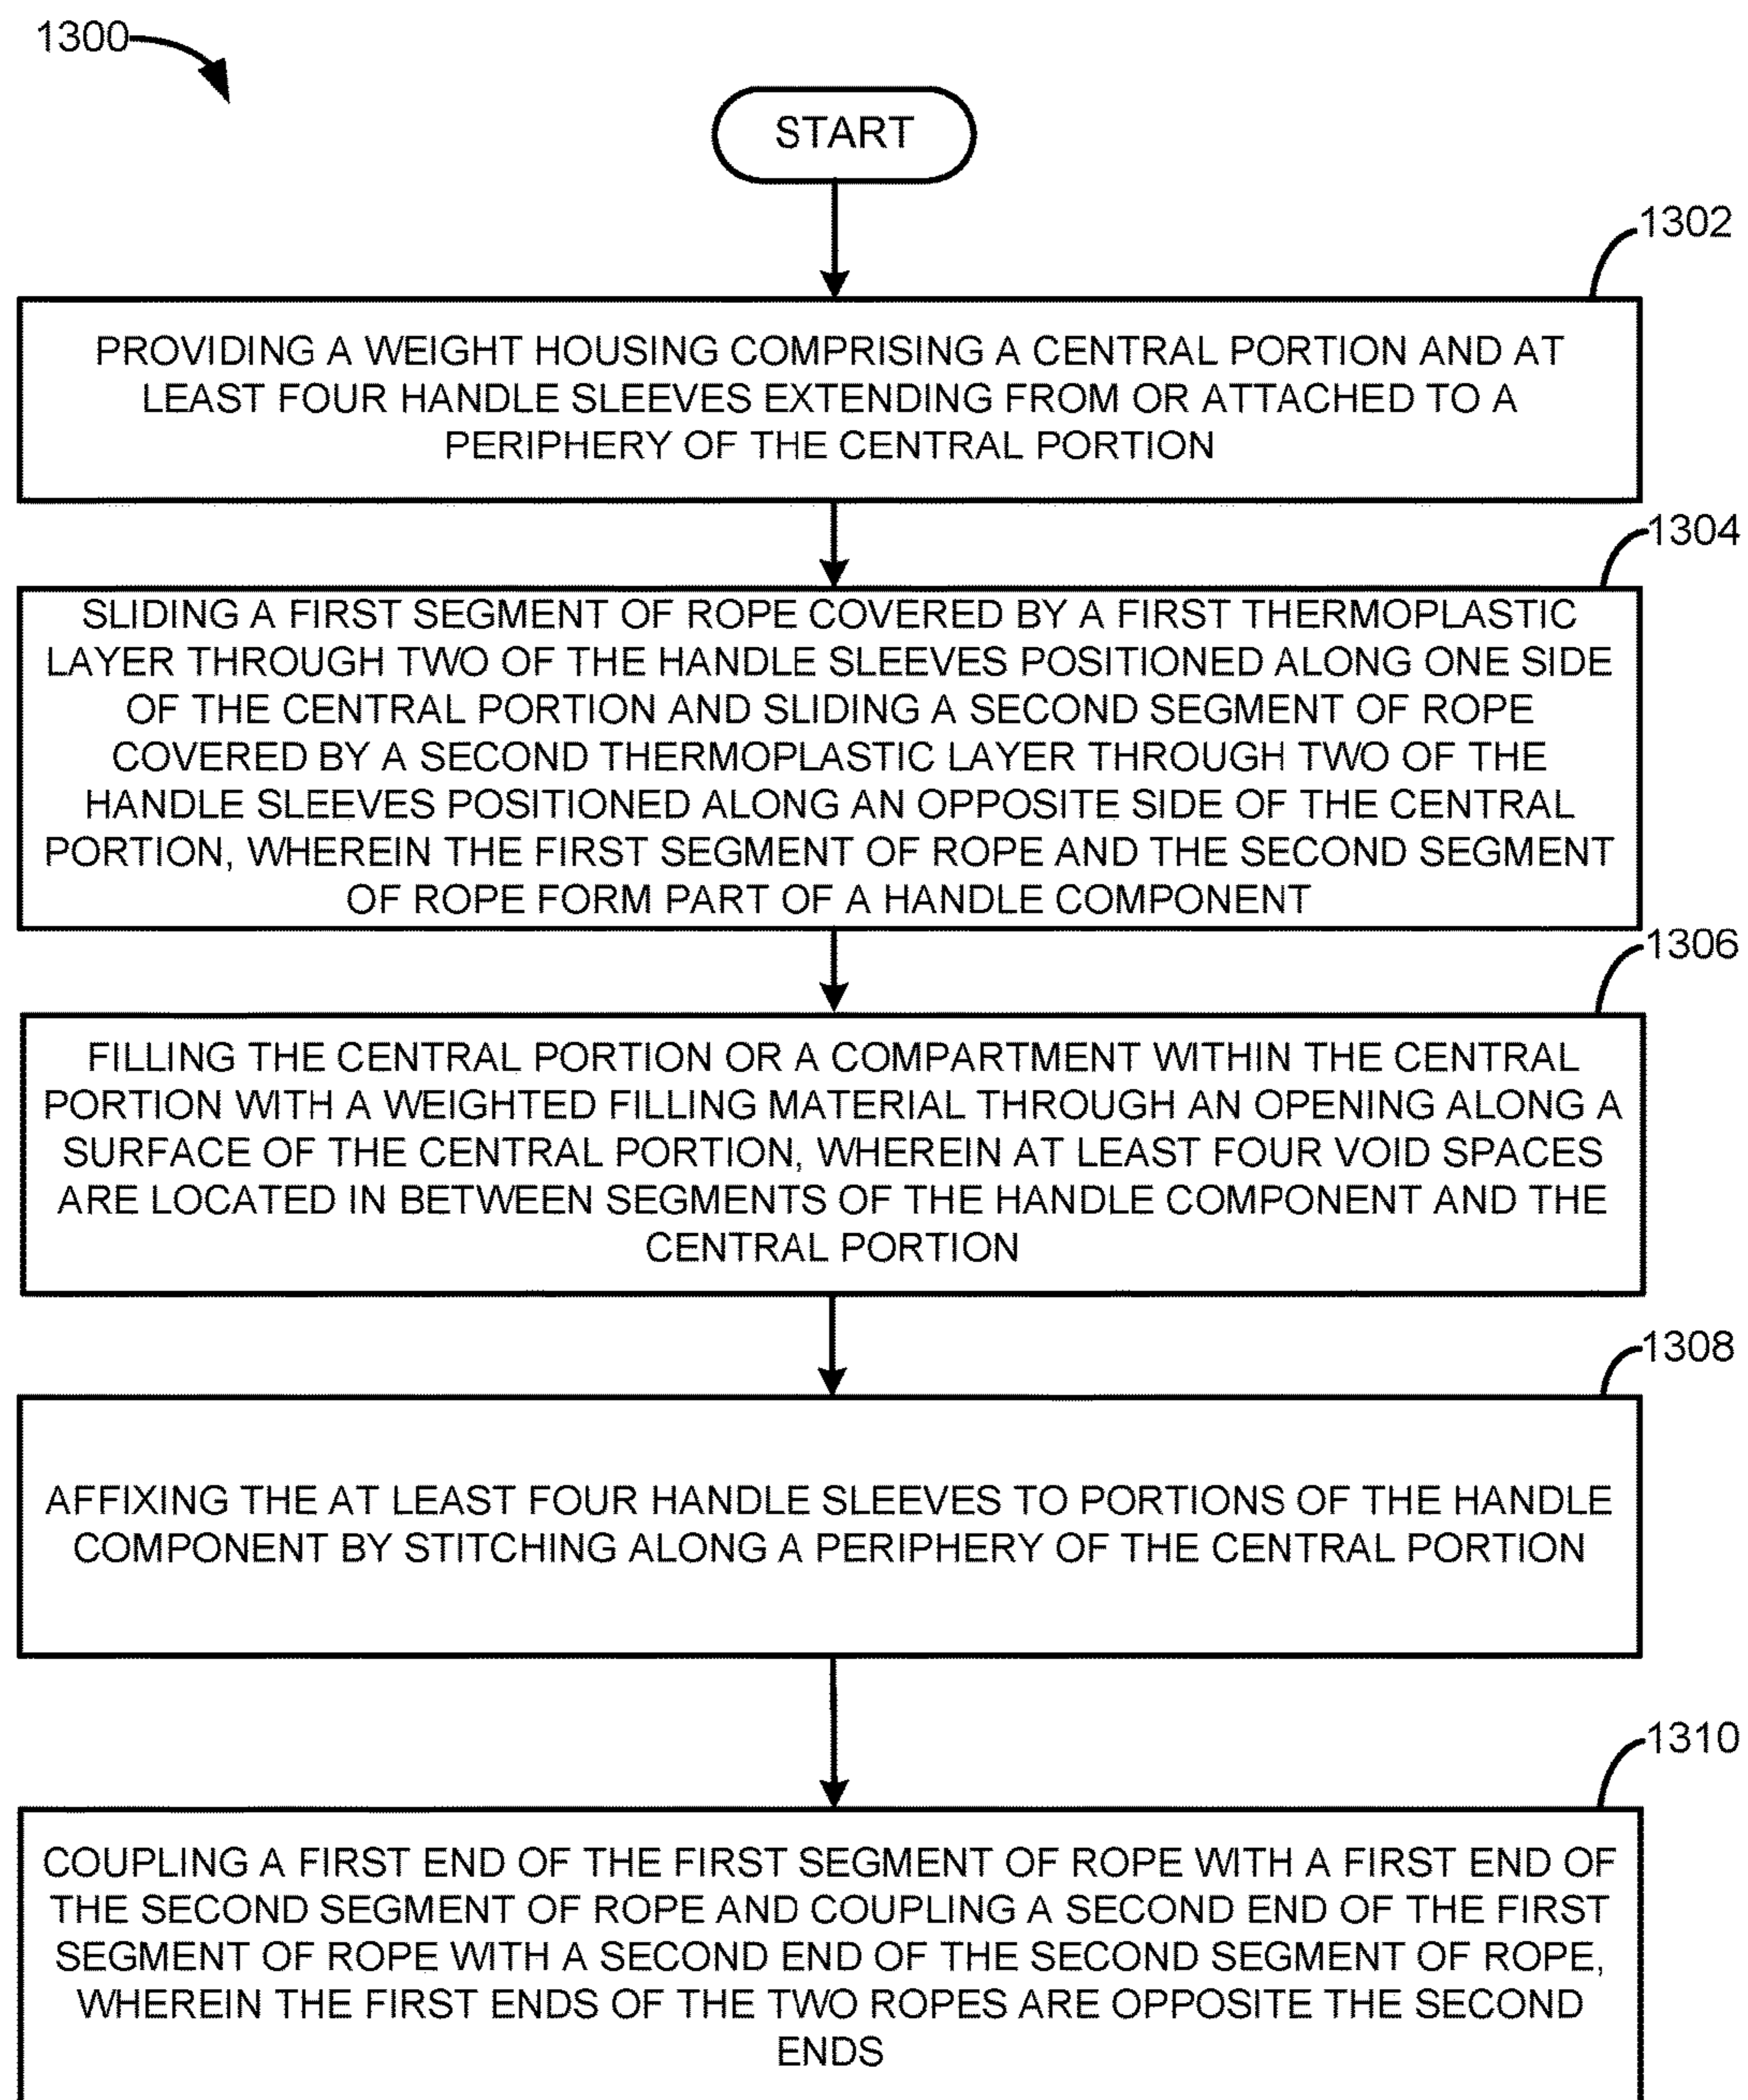 1300
START
1302
PROVIDING A WEIGHT HOUSING COMPRISING A CENTRAL PORTION AND AT
LEAST FOUR HANDLE SLEEVES EXTENDING FROM OR ATTACHED TO A
PERIPHERY OF THE CENTRAL PORTION
1304
SLIDING A FIRST SEGMENT OF ROPE COVERED BY A FIRST THERMOPLASTIC
LAYER THROUGH TWO OF THE HANDLE SLEEVES POSITIONED ALONG ONE SIDE
OF THE CENTRAL PORTION AND SLIDING A SECOND SEGMENT OF ROPE
COVERED BY A SECOND THERMOPLASTIC LAYER THROUGH TWO OF THE
HANDLE SLEEVES POSITIONED ALONG AN OPPOSITE SIDE OF THE CENTRAL
PORTION, WHEREIN THE FIRST SEGMENT OF ROPE AND THE SECOND SEGMENT
OF ROPE FORM PART OF A HANDLE COMPONENT
1306
FILLING THE CENTRAL PORTION OR A COMPARTMENT WITHIN THE CENTRAL
PORTION WITH A WEIGHTED FILLING MATERIAL THROUGH AN OPENING ALONG A
SURFACE OF THE CENTRAL PORTION, WHEREIN AT LEAST FOUR VOID SPACES
ARE LOCATED IN BETWEEN SEGMENTS OF THE HANDLE COMPONENT AND THE
CENTRAL PORTION
1308
AFFIXING THE AT LEAST FOUR HANDLE SLEEVES TO PORTIONS OF THE HANDLE
COMPONENT BY STITCHING ALONG A PERIPHERY OF THE CENTRAL PORTION
1310
COUPLING A FIRST END OF THE FIRST SEGMENT OF ROPE WITH A FIRST END OF
THE SECOND SEGMENT OF ROPE AND COUPLING A SECOND END OF THE FIRST
SEGMENT OF ROPE WITH A SECOND END OF THE SECOND SEGMENT OF ROPE,
WHEREIN THE FIRST ENDS OF THE TWO ROPES ARE OPPOSITE THE SECOND
ENDS